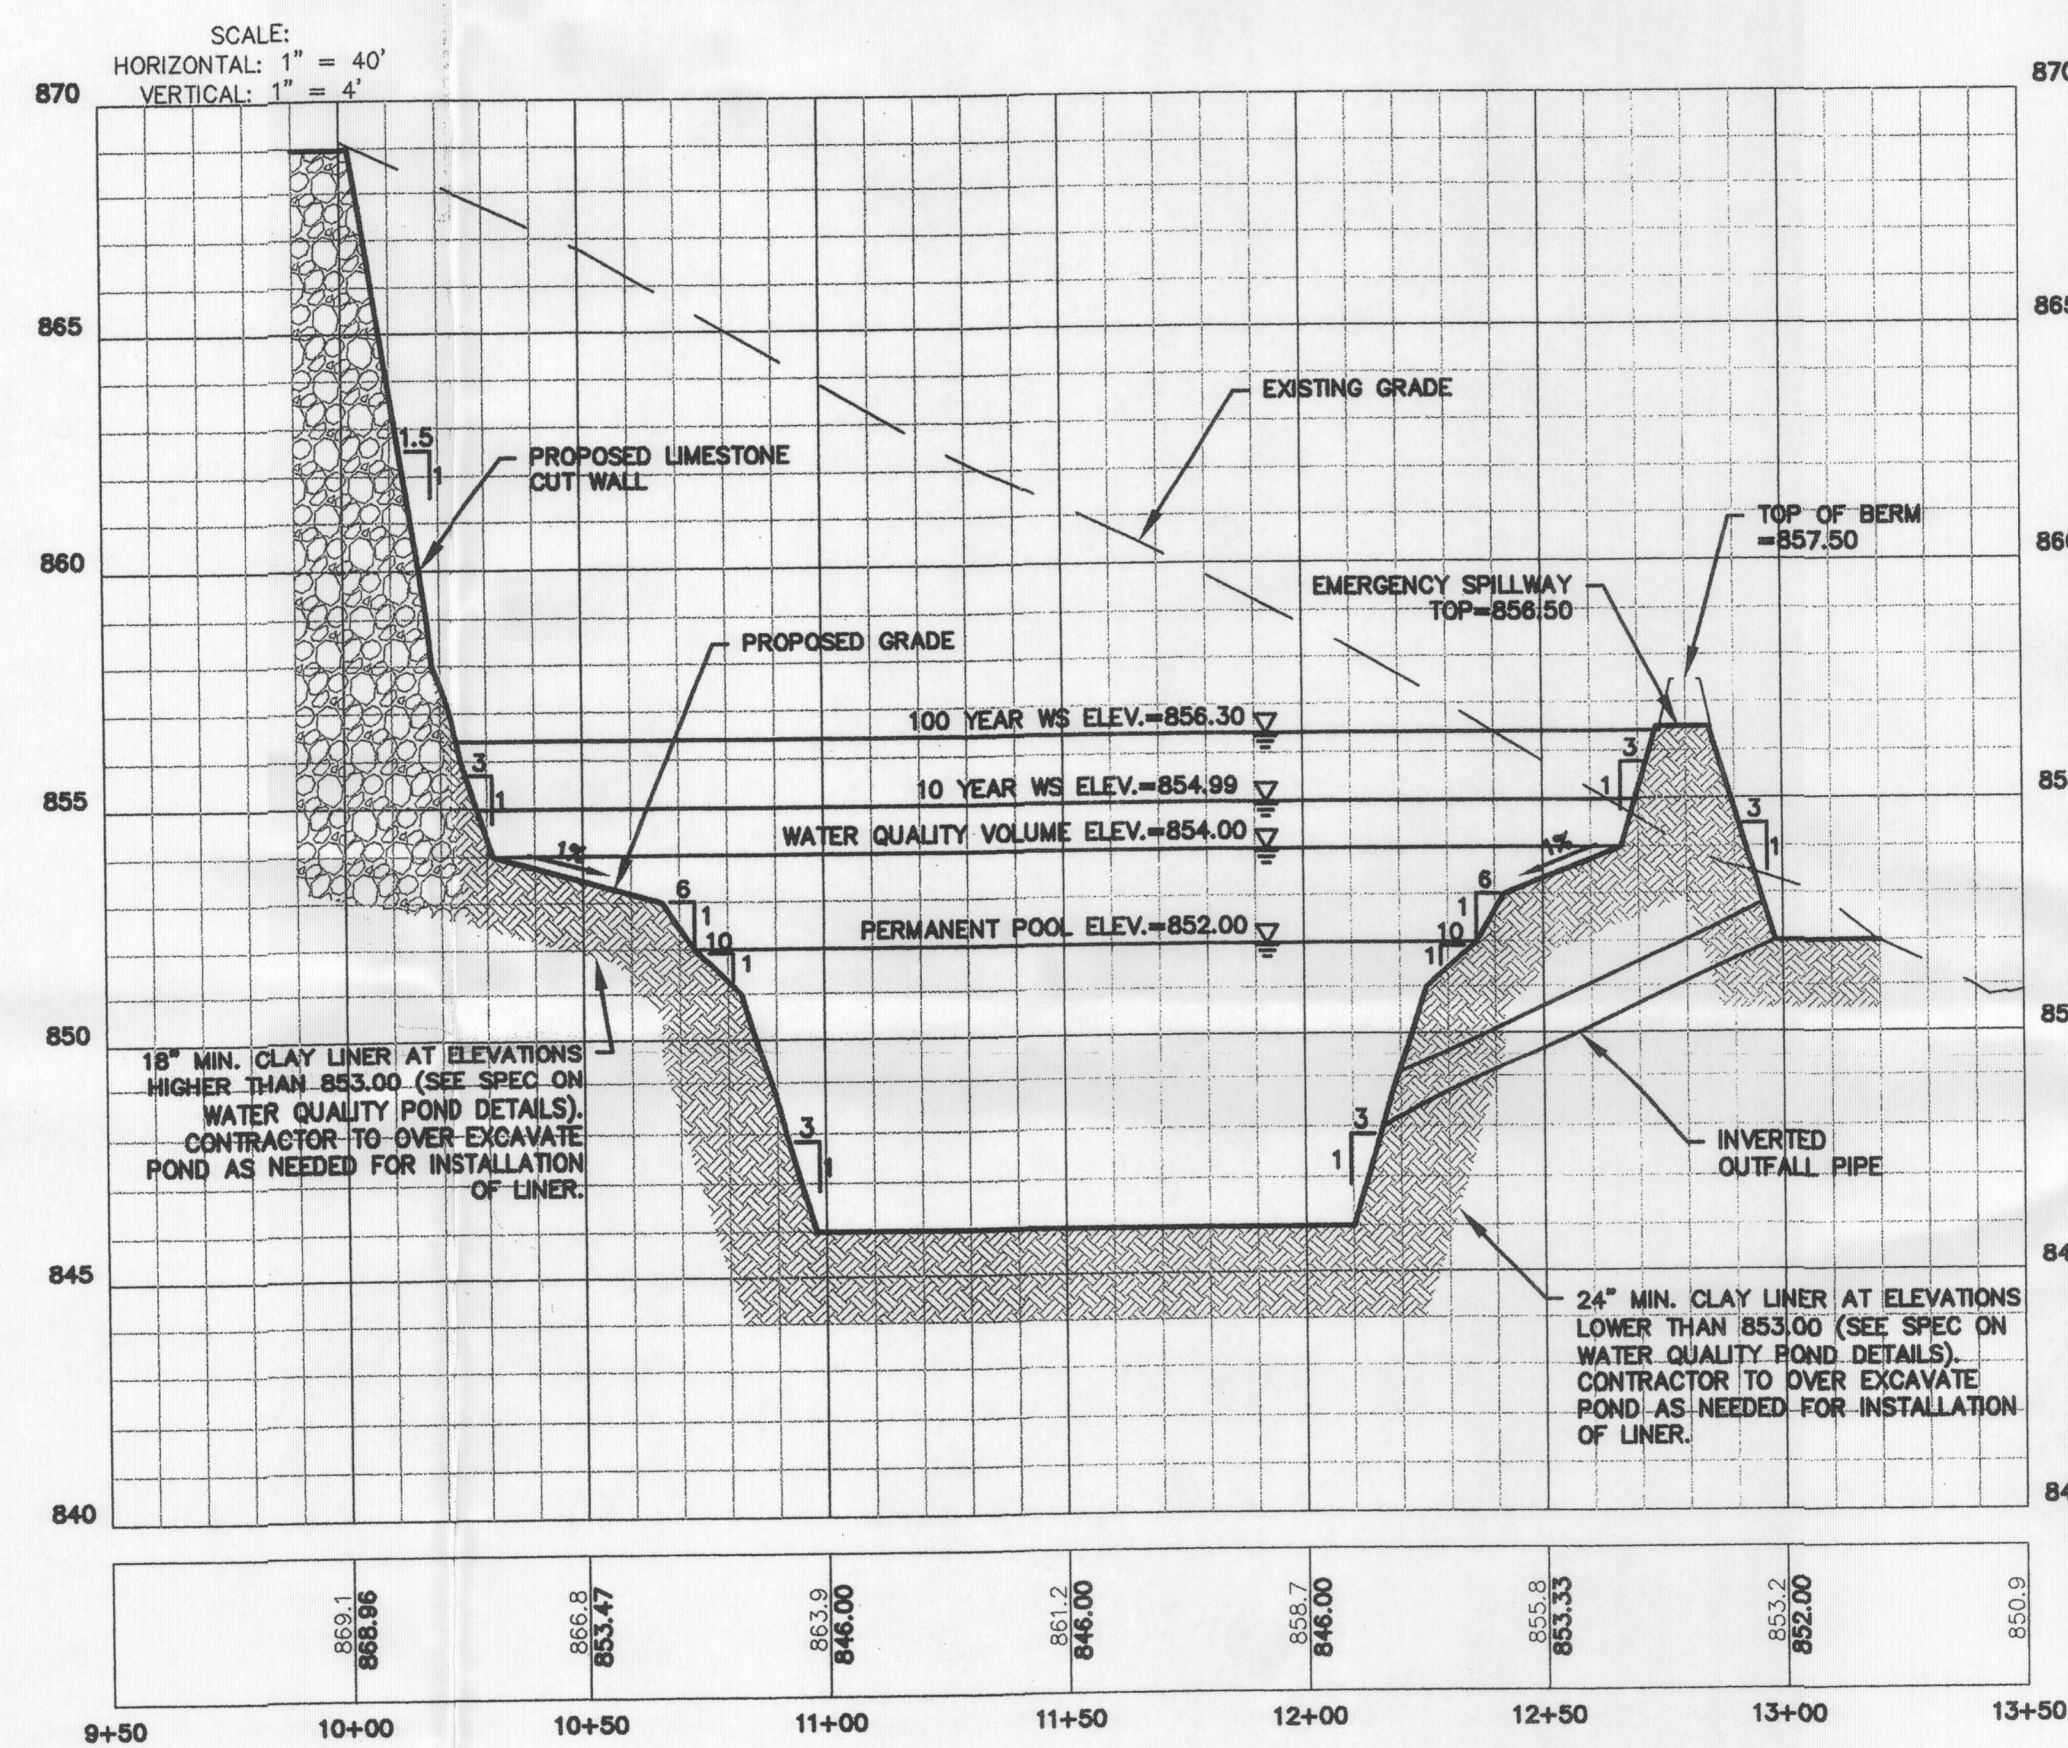 SCALE:
HORIZONTAL: 1" = 40'
VERTICAL: 1" = 4'
870
870
1.5
1
PROPOSED LIMESTONE
CUT WALL
EXISTING GRADE
865
865
TOP OF BERM
=857.50
860
EMERGENCY SPILLWAY
TOP=856.50
PROPOSED GRADE
100 YEAR WS ELEV.=856.30
3
1
3
1
10 YEAR WS ELEV.=854.99
855
3
1
WATER QUALITY VOLUME ELEV.=854.00
1%
1%
6
1
6
1
PERMANENT POOL ELEV.=852.00
10
1
10
1
850
18" MIN. CLAY LINER AT ELEVATIONS
HIGHER THAN 853.00 (SEE SPEC ON
WATER QUALITY POND DETAILS).
CONTRACTOR TO OVER EXCAVATE
POND AS NEEDED FOR INSTALLATION
OF LINER.
3
1
3
1
INVERTED
OUTFALL PIPE
845
24" MIN. CLAY LINER AT ELEVATIONS
LOWER THAN 853.00 (SEE SPEC ON
WATER QUALITY POND DETAILS).
CONTRACTOR TO OVER EXCAVATE
POND AS NEEDED FOR INSTALLATION
OF LINER.
840
869.1
868.96
866.8
853.47
863.9
846.00
861.2
846.00
858.7
846.00
855.8
853.33
853.2
852.00
850.9
9+50 10+00 10+50 11+00 11+50 12+00 12+50 13+00 13+50